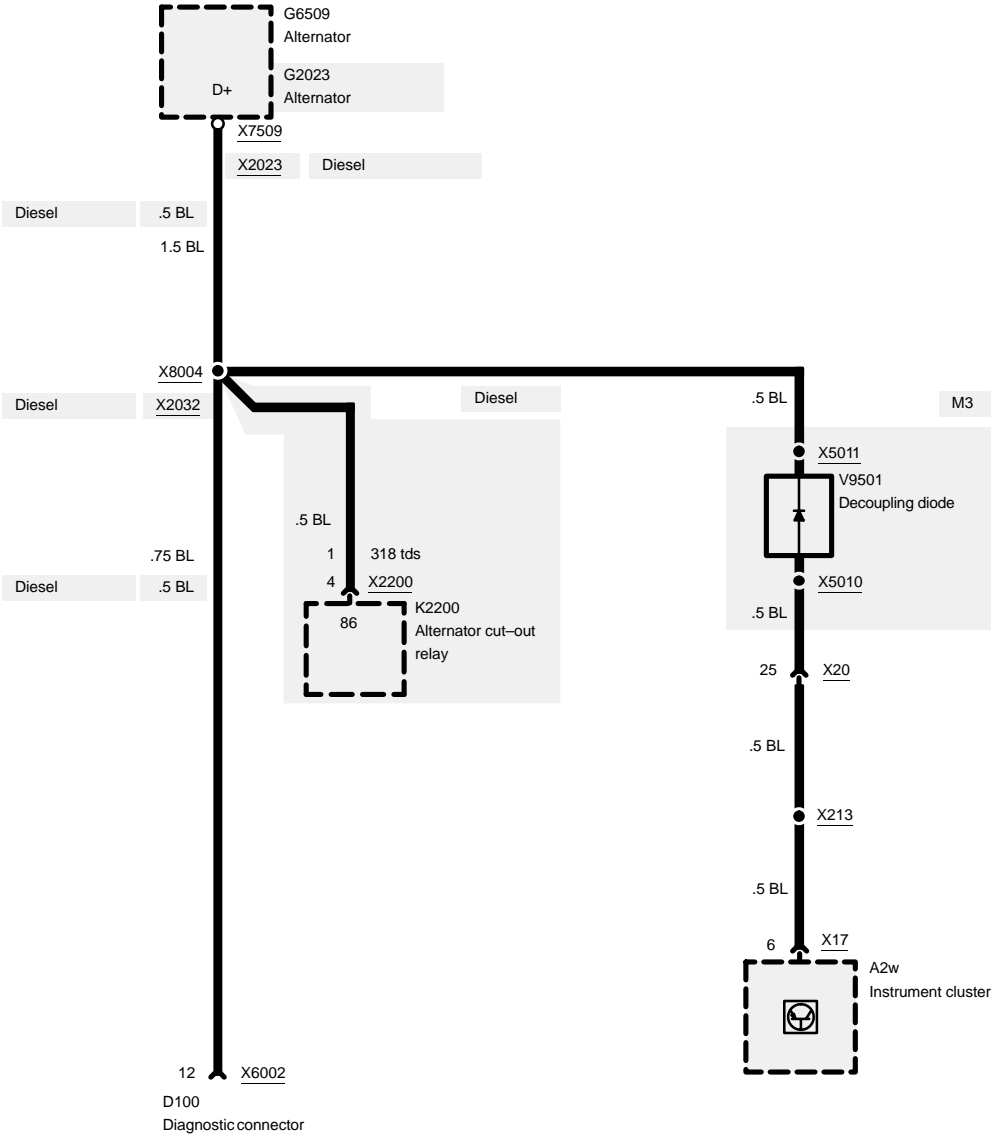 G6509
Alternator
G2023
Alternator
D+
X7509
X2023 Diesel
Diesel .5 BL
1.5 BL
X8004
Diesel X2032
Diesel
.5 BL
M3
X5011
V9501
Decoupling diode
.5 BL
1 318 tds
.75 BL
4 X2200
Diesel .5 BL
X5010
K2200
86
Alternator cut–out
relay
.5 BL
25 X20
.5 BL
X213
.5 BL
6 X17
A2w
Instrument cluster
12 X6002
D100
Diagnostic connector